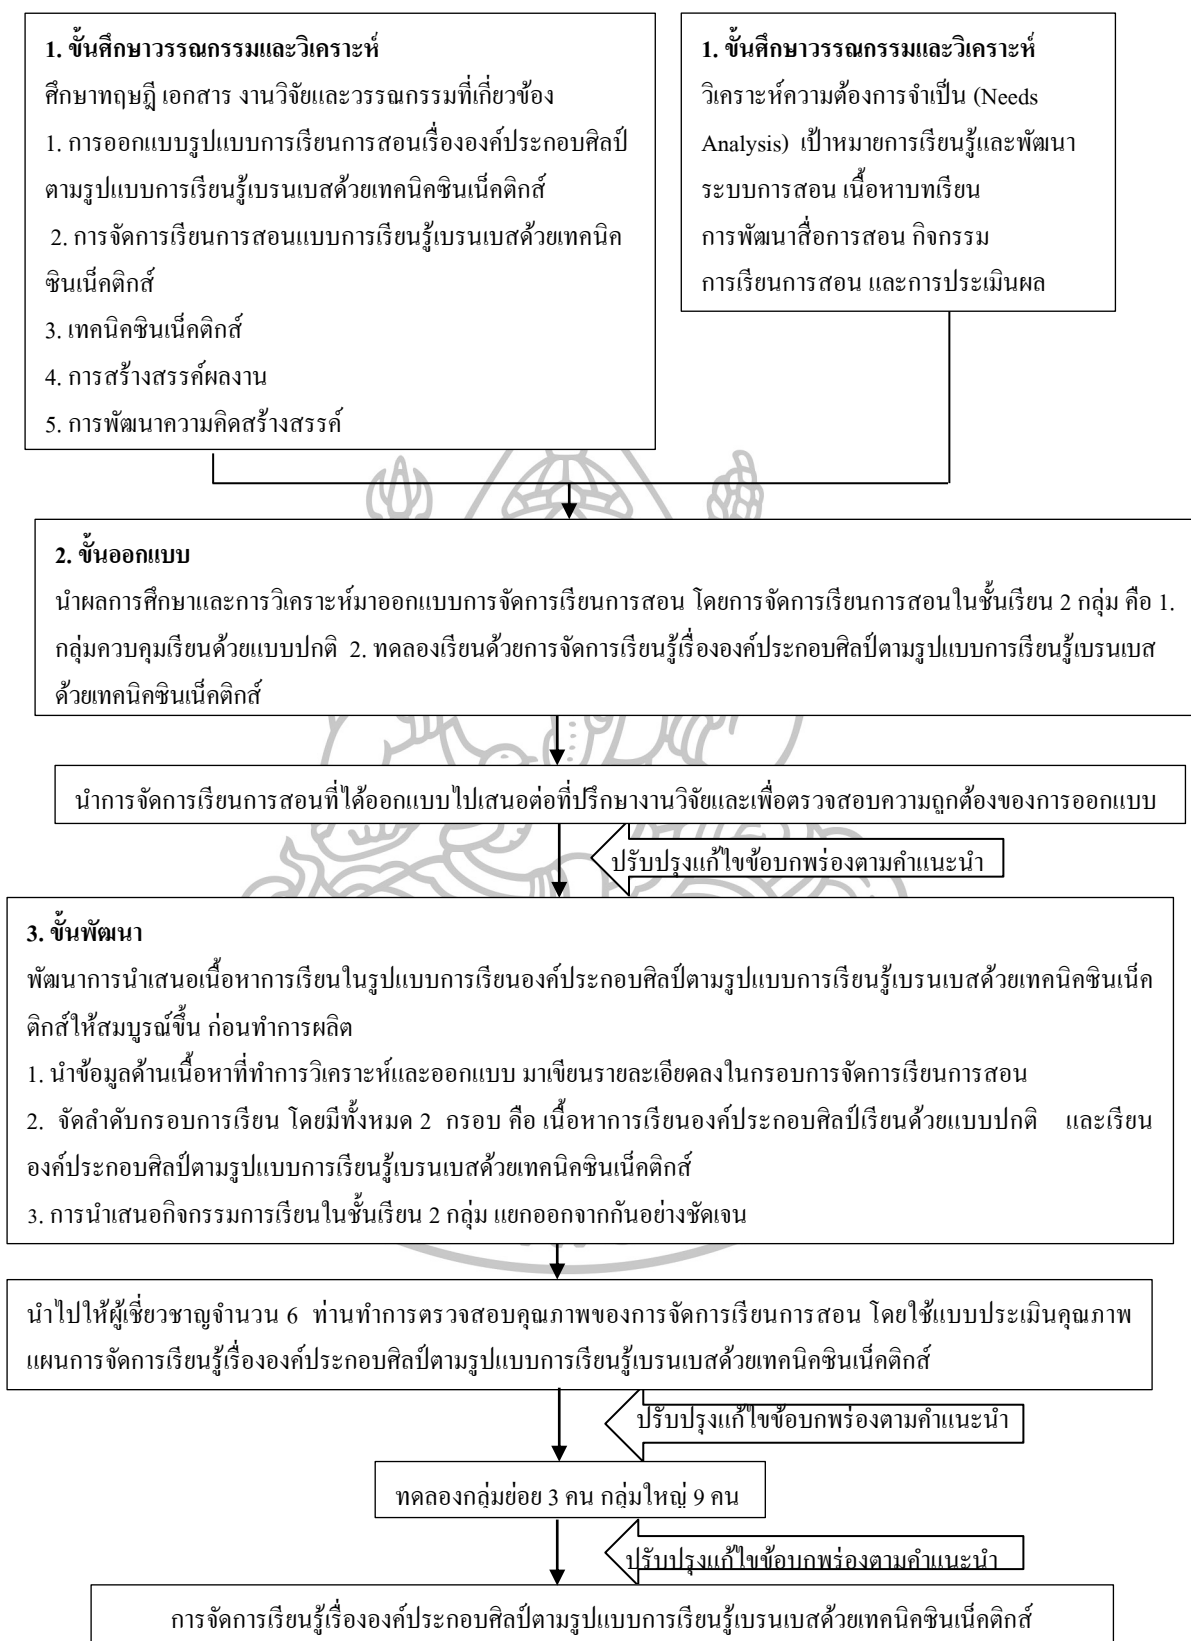 1. ขั้นศึกษาวรรณกรรมและวิเคราะห์
ศึกษาทฤษฎี เอกสาร งานวิจัยและวรรณกรรมที่เกี่ยวข้อง
1. การออกแบบรูปแบบการเรียนการสอนเรื่ององค์ประกอบศิลป์
ตามรูปแบบการเรียนรู้เบรนเบสด้วยเทคนิคซินเน็คติกส์
2. การจัดการเรียนการสอนแบบการเรียนรู้เบรนเบสด้วยเทคนิค
ซินเน็คติกส์
3. เทคนิคซินเน็คติกส์
4. การสร้างสรรค์ผลงาน
5. การพัฒนาความคิดสร้างสรรค์
1. ขั้นศึกษาวรรณกรรมและวิเคราะห์
วิเคราะห์ความต้องการจำเป็น (Needs
Analysis) เป้าหมายการเรียนรู้และพัฒนา
ระบบการสอน เนื้อหาบทเรียน
การพัฒนาสื่อการสอน กิจกรรม
การเรียนการสอน และการประเมินผล
2. ขั้นออกแบบ
นำผลการศึกษาและการวิเคราะห์มาออกแบบการจัดการเรียนการสอน โดยการจัดการเรียนการสอนในชั้นเรียน 2 กลุ่ม คือ 1.
กลุ่มควบคุมเรียนด้วยแบบปกติ 2. ทดลองเรียนด้วยการจัดการเรียนรู้เรื่ององค์ประกอบศิลป์ตามรูปแบบการเรียนรู้เบรนเบส
ด้วยเทคนิคซินเน็คติกส์
นำการจัดการเรียนการสอนที่ได้ออกแบบไปเสนอต่อที่ปรึกษางานวิจัยและเพื่อตรวจสอบความถูกต้องของการออกแบบ
ปรับปรุงแก้ไขข้อบกพร่องตามคำแนะนำ
3. ขั้นพัฒนา
พัฒนาการนำเสนอเนื้อหาการเรียนในรูปแบบการเรียนองค์ประกอบศิลป์ตามรูปแบบการเรียนรู้เบรนเบสด้วยเทคนิคซินเน็ค
ติกส์ให้สมบูรณ์ขึ้น ก่อนทำการผลิต
1. นำข้อมูลด้านเนื้อหาที่ทำการวิเคราะห์และออกแบบ มาเขียนรายละเอียดลงในกรอบการจัดการเรียนการสอน
2. จัดลำดับกรอบการเรียน โดยมีทั้งหมด 2 กรอบ คือ เนื้อหาการเรียนองค์ประกอบศิลป์เรียนด้วยแบบปกติ และเรียน
องค์ประกอบศิลป์ตามรูปแบบการเรียนรู้เบรนเบสด้วยเทคนิคซินเน็คติกส์
3. การนำเสนอกิจกรรมการเรียนในชั้นเรียน 2 กลุ่ม แยกออกจากกันอย่างชัดเจน
นำไปให้ผู้เชี่ยวชาญจำนวน 6 ท่านทำการตรวจสอบคุณภาพของการจัดการเรียนการสอน โดยใช้แบบประเมินคุณภาพ
แผนการจัดการเรียนรู้เรื่ององค์ประกอบศิลป์ตามรูปแบบการเรียนรู้เบรนเบสด้วยเทคนิคซินเน็คติกส์
ปรับปรุงแก้ไขข้อบกพร่องตามคำแนะนำ
ทดลองกลุ่มย่อย 3 คน กลุ่มใหญ่ 9 คน
ปรับปรุงแก้ไขข้อบกพร่องตามคำแนะนำ
การจัดการเรียนรู้เรื่ององค์ประกอบศิลป์ตามรูปแบบการเรียนรู้เบรนเบสด้วยเทคนิคซินเน็คติกส์